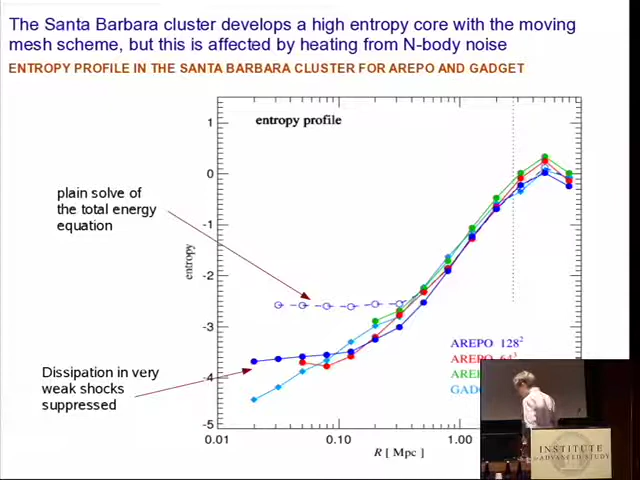 The Santa Barbara cluster develops a high entropy core with the moving
mesh scheme, but this is affected by heating from N-body noise
ENTROPY PROFILE IN THE SANTA BARBARA CLUSTER FOR AREPO AND GADGET
entropy profile
plain solve of
the total energy
equation
Dissipation in very
weak shocks
suppressed
entropy
1
0
-1
-2
-3
-4
-5
0.01
0.10
1.00
R [ Mpc ]
AREPO 128²
AREPO 64³
INSTITUTE
for ADVANCED STUDY